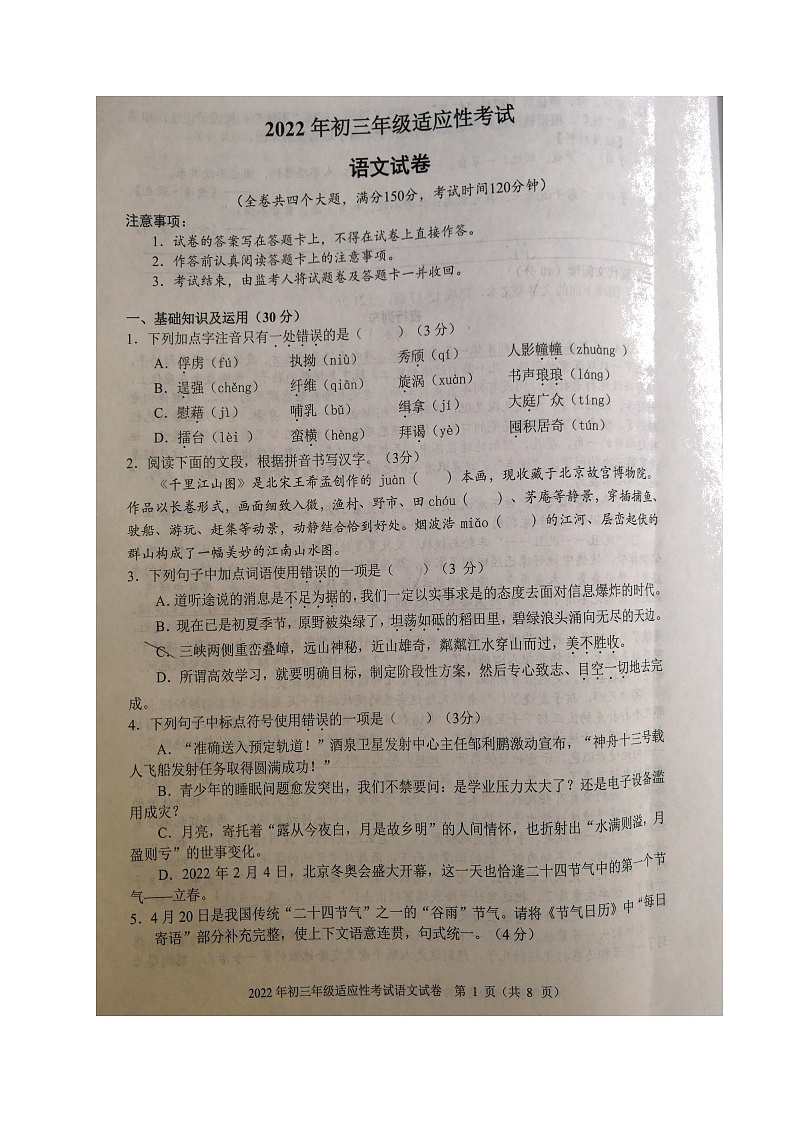 2022 年初三年级适应性考试
语文试卷
（全卷共四个大题，满分150分，考试时间120分钟）
注意事项：
1．试卷的答案写在答题卡上，不得在试卷上直接作答。
2．作答前认真阅读答题卡上的注意事项。
3．考试结束，由监考人将试题卷及答题卡一并收回。
一、基础知识及运用（30 分）
1．下列加点字注音只有一处错误的是（　　）（3 分）
A．俘虏（fú）　执拗（niù）　秀颀（qí）　人影幢幢（zhuàng ）
B．逞强（chěng）　纤维（qiān）　旋涡（xuàn）　书声琅琅（láng）
C．慰藉（jì）　哺乳（bǔ）　缉拿（jí）　大庭广众（tíng）
D．擂台（lèi ）　蛮横（hèng）　拜谒（yè）　囤积居奇（tún）
2．阅读下面的文段，根据拼音书写汉字。（3分）
《千里江山图》是北宋王希孟创作的 juàn（　　）本画，现收藏于北京故宫博物院。
作品以长卷形式，画面细致入微，渔村、野市、田 chóu（　　）、茅庵等静景，穿插捕鱼、
驶船、游玩、赶集等动景，动静结合恰到好处。烟波浩 miǎo（　　）的江河、层峦起伏的
群山构成了一幅美妙的江南山水图。
3．下列句子中加点词语使用错误的一项是（　　）（3 分）
A．道听途说的消息是不足为据的，我们一定以实事求是的态度去面对信息爆炸的时代。
B．现在已是初夏季节，原野被染绿了，坦荡如砥的稻田里，碧绿浪头涌向无尽的天边。
C．三峡两侧重峦叠嶂，远山神秘，近山雄奇，粼粼江水穿山而过，美不胜收。
D．所谓高效学习，就要明确目标，制定阶段性方案，然后专心致志、目空一切地去完
成。
4．下列句子中标点符号使用错误的一项是（　　）（3分）
A．“准确送入预定轨道！”酒泉卫星发射中心主任邹利鹏激动宣布，“神舟十三号载
人飞船发射任务取得圆满成功！”
B．青少年的睡眠问题愈发突出，我们不禁要问：是学业压力太大了？还是电子设备滥
用成灾？
C．月亮，寄托着“露从今夜白，月是故乡明”的人间情怀，也折射出“水满则溢，月
盈则亏”的世事变化。
D．2022 年 2 月 4 日，北京冬奥会盛大开幕，这一天也恰逢二十四节气中的第一个节
气——立春。
5．4 月 20 日是我国传统“二十四节气”之一的“谷雨”节气。请将《节气日历》中“每日
寄语”部分补充完整，使上下文语意连贯，句式统一。（4 分）
2022 年初三年级适应性考试语文试卷　第 1 页（共 8 页）